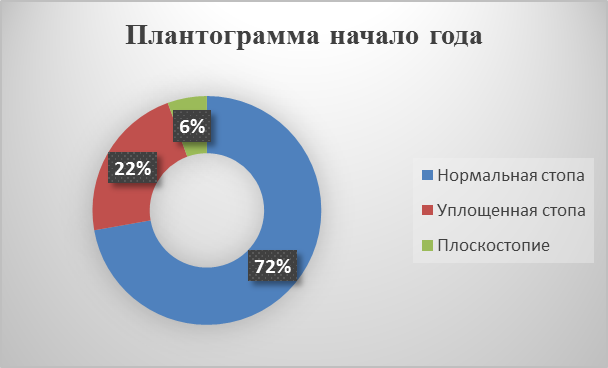 Плантограмма начало года
6%
22%
72%
Нормальная стопа
Уплощенная стопа
Плоскостопие